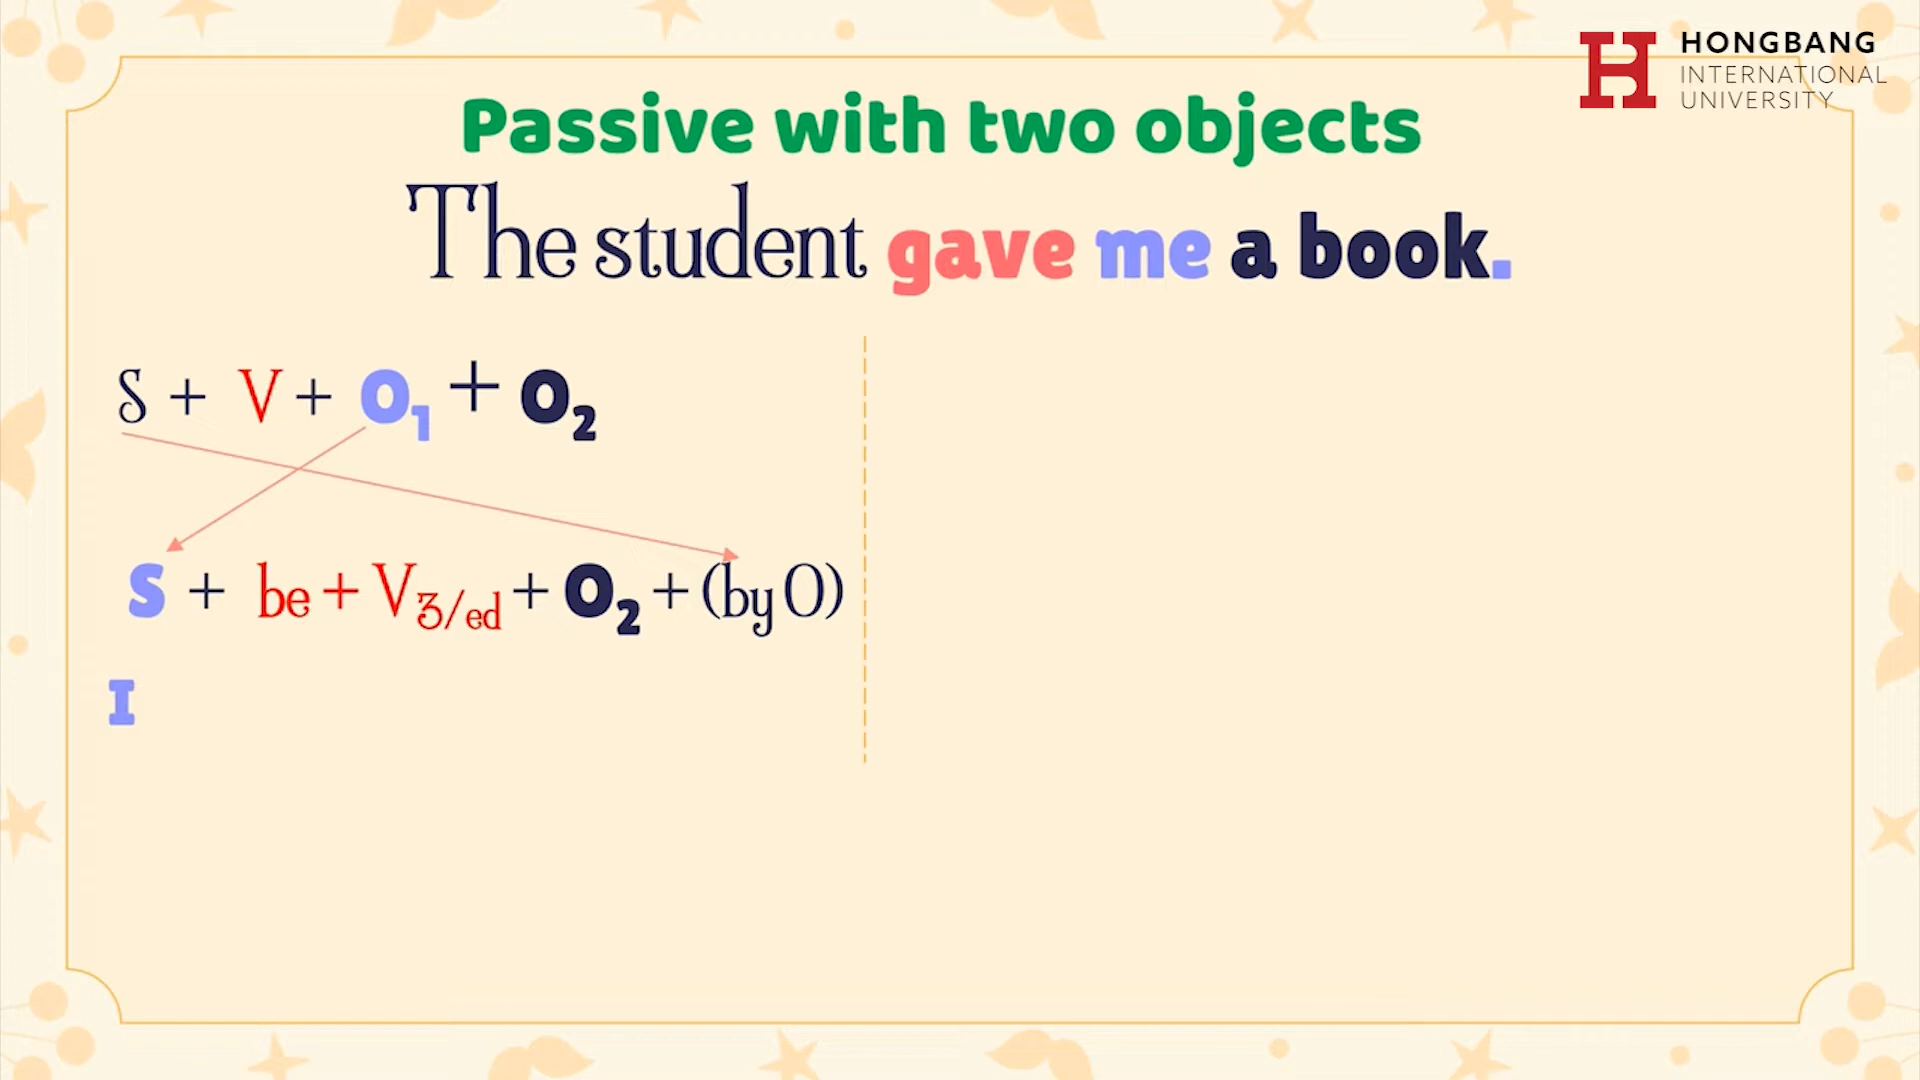 HONGBANG
INTERNATIONAL
UNIVERSITY
Passive with two objects
The student gave me a book.
S + V + O₁ + O₂
S + be + V₃/ₑd + O₂ + (by O)
I